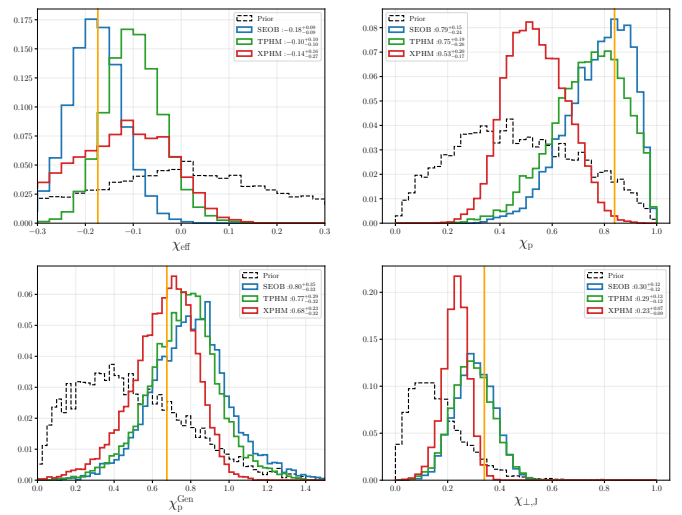 0.175
0.150
0.125
0.100
0.075
0.050
0.025
0.000
−0.3 −0.2 −0.1 0.0 0.1 0.2 0.3
χ_eff
Prior
SEOB :−0.18^{+0.09}_{−0.09}
TPHM :−0.10^{+0.10}_{−0.10}
XPHM :−0.14^{+0.16}_{−0.27}
0.08
0.07
0.06
0.05
0.04
0.03
0.02
0.01
0.00
0.0 0.2 0.4 0.6 0.8 1.0
χ_p
Prior
SEOB :0.79^{+0.15}_{−0.24}
TPHM :0.75^{+0.19}_{−0.26}
XPHM :0.53^{+0.20}_{−0.17}
0.06
0.05
0.04
0.03
0.02
0.01
0.00
0.0 0.2 0.4 0.6 0.8 1.0 1.2 1.4
χ_p^{Gen}
Prior
SEOB :0.80^{+0.35}_{−0.33}
TPHM :0.77^{+0.29}_{−0.32}
XPHM :0.68^{+0.23}_{−0.32}
0.20
0.15
0.10
0.05
0.00
0.0 0.2 0.4 0.6 0.8 1.0
χ_{⊥,J}
Prior
SEOB :0.30^{+0.12}_{−0.12}
TPHM :0.29^{+0.13}_{−0.12}
XPHM :0.23^{+0.07}_{−0.09}